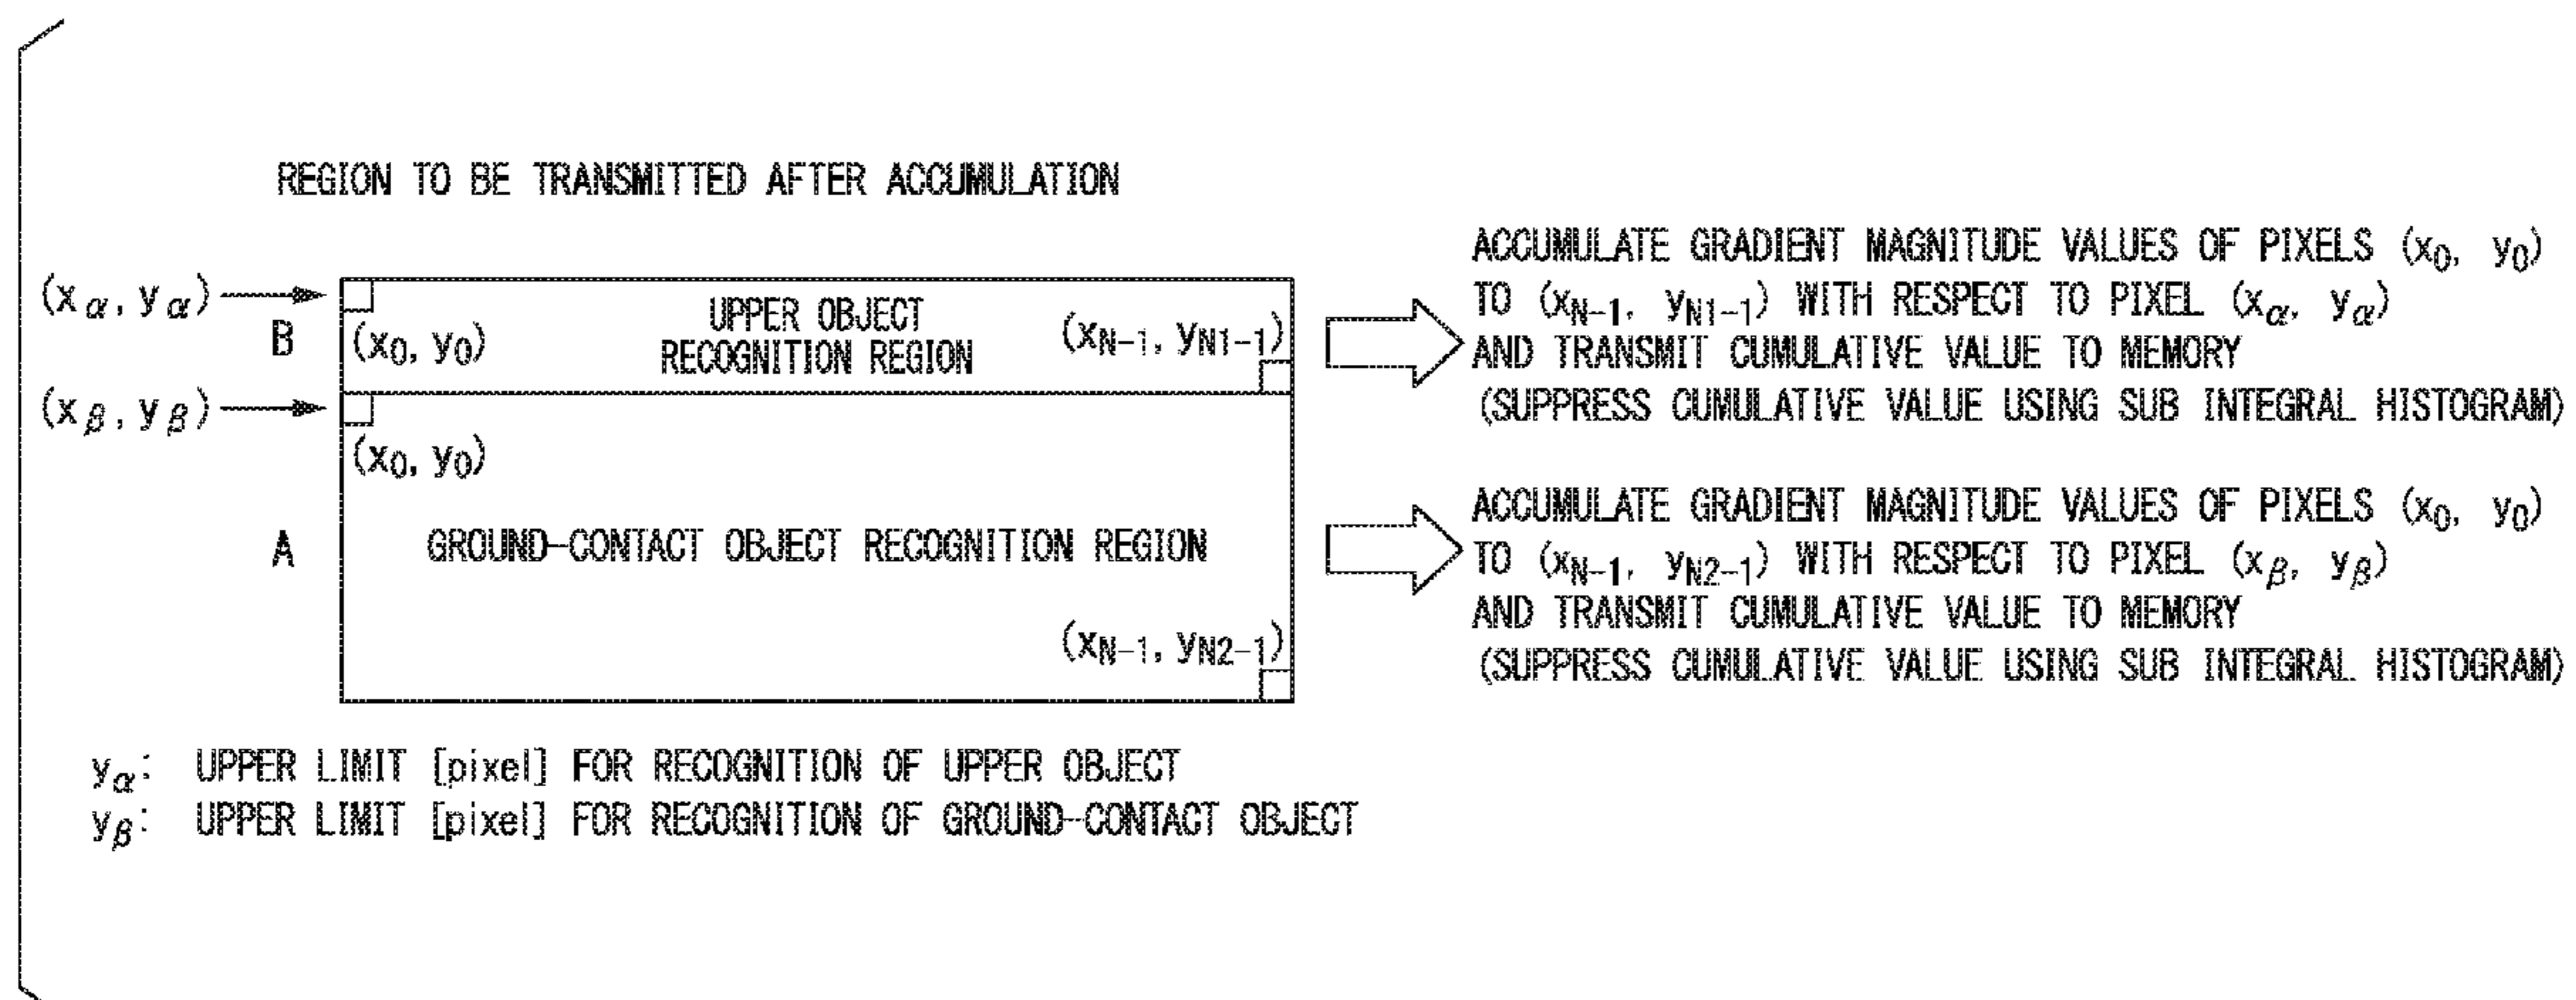 REGION TO BE TRANSMITTED AFTER ACCUMULATION
(xα, yα)
B
(x0, y0)
UPPER OBJECT
RECOGNITION REGION
(xN-1, yN1-1)
ACCUMULATE GRADIENT MAGNITUDE VALUES OF PIXELS (x0, y0)
TO (xN-1, yN1-1) WITH RESPECT TO PIXEL (xα, yα)
AND TRANSMIT CUMULATIVE VALUE TO MEMORY
(SUPPRESS CUMULATIVE VALUE USING SUB INTEGRAL HISTOGRAM)
(xβ, yβ)
(x0, y0)
A
GROUND-CONTACT OBJECT RECOGNITION REGION
(xN-1, yN2-1)
ACCUMULATE GRADIENT MAGNITUDE VALUES OF PIXELS (x0, y0)
TO (xN-1, yN2-1) WITH RESPECT TO PIXEL (xβ, yβ)
AND TRANSMIT CUMULATIVE VALUE TO MEMORY
(SUPPRESS CUMULATIVE VALUE USING SUB INTEGRAL HISTOGRAM)
yα: UPPER LIMIT [pixel] FOR RECOGNITION OF UPPER OBJECT
yβ: UPPER LIMIT [pixel] FOR RECOGNITION OF GROUND-CONTACT OBJECT